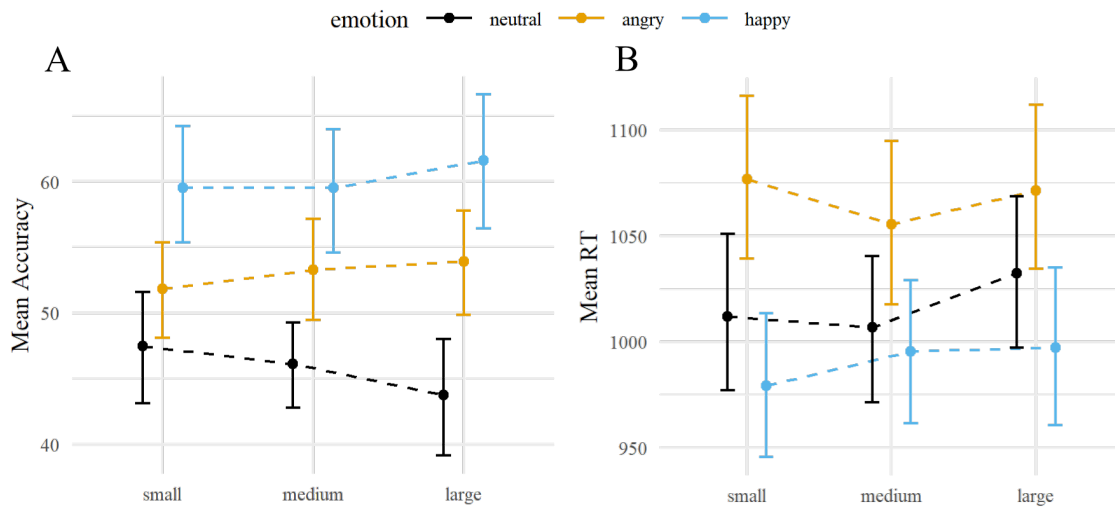 emotion neutral angry happy
A
B
Mean Accuracy
60
50
40
small medium large
Mean RT
1100
1050
1000
950
small medium large